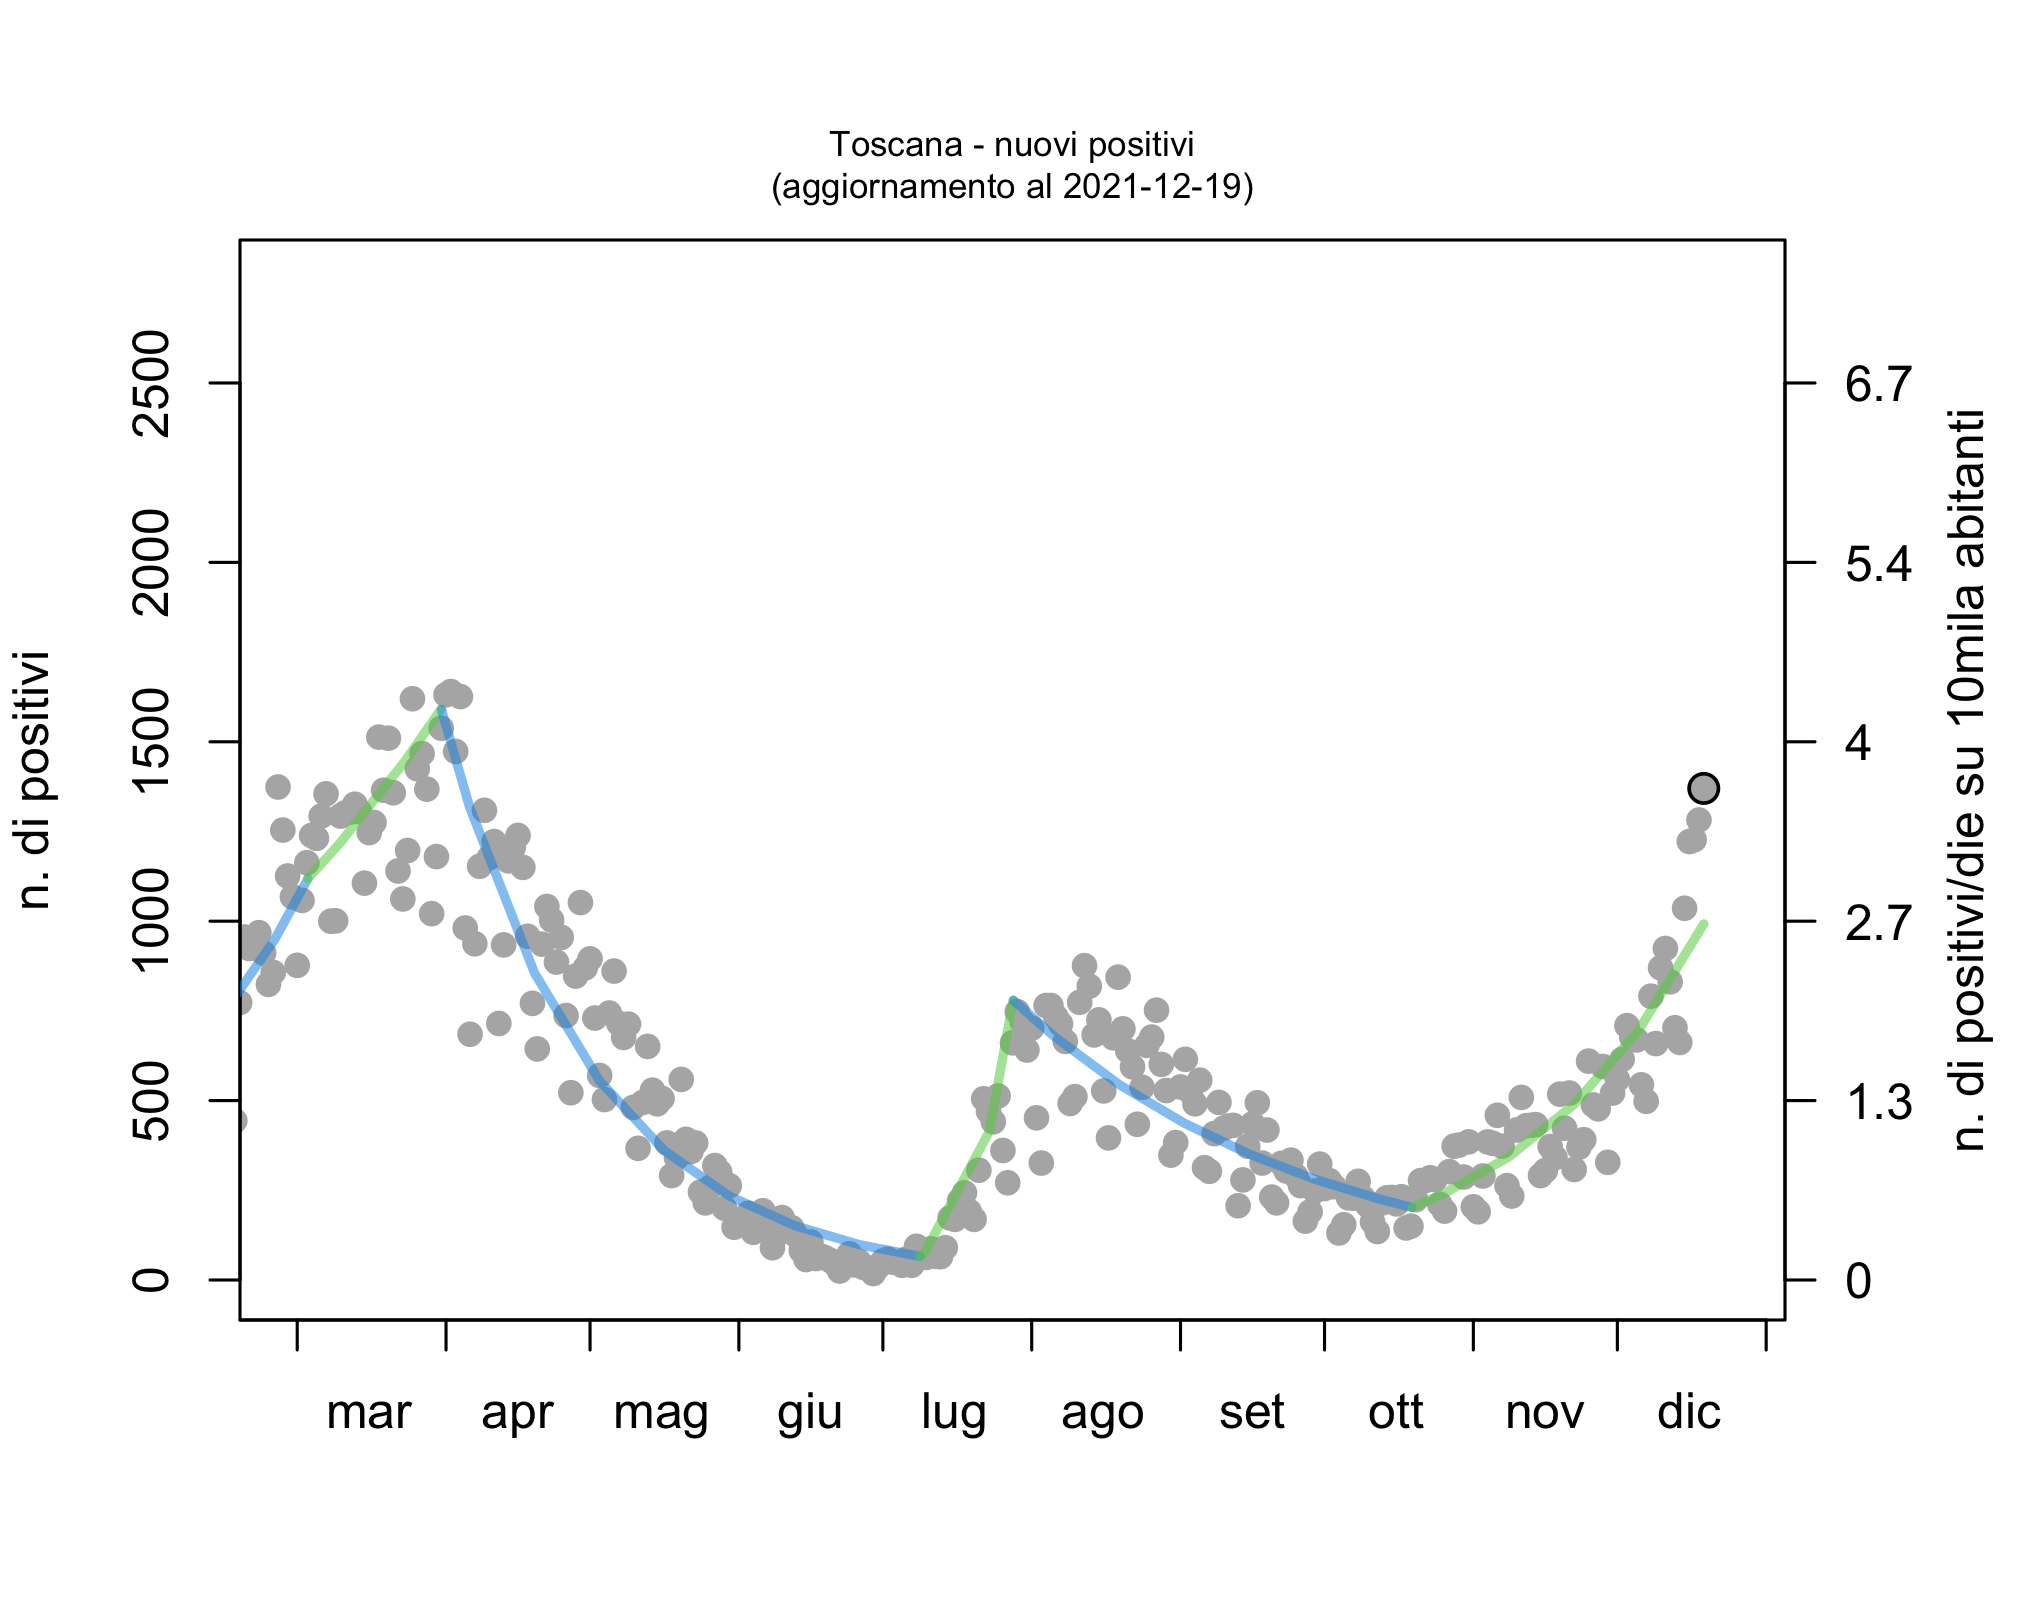 Toscana - nuovi positivi
(aggiornamento al 2021-12-19)
n. di positivi
2500
2000
1500
1000
500
0
6.7
5.4
4
2.7
1.3
0
n. di positivi/die su 10mila abitanti
mar apr mag giu lug ago set ott nov dic